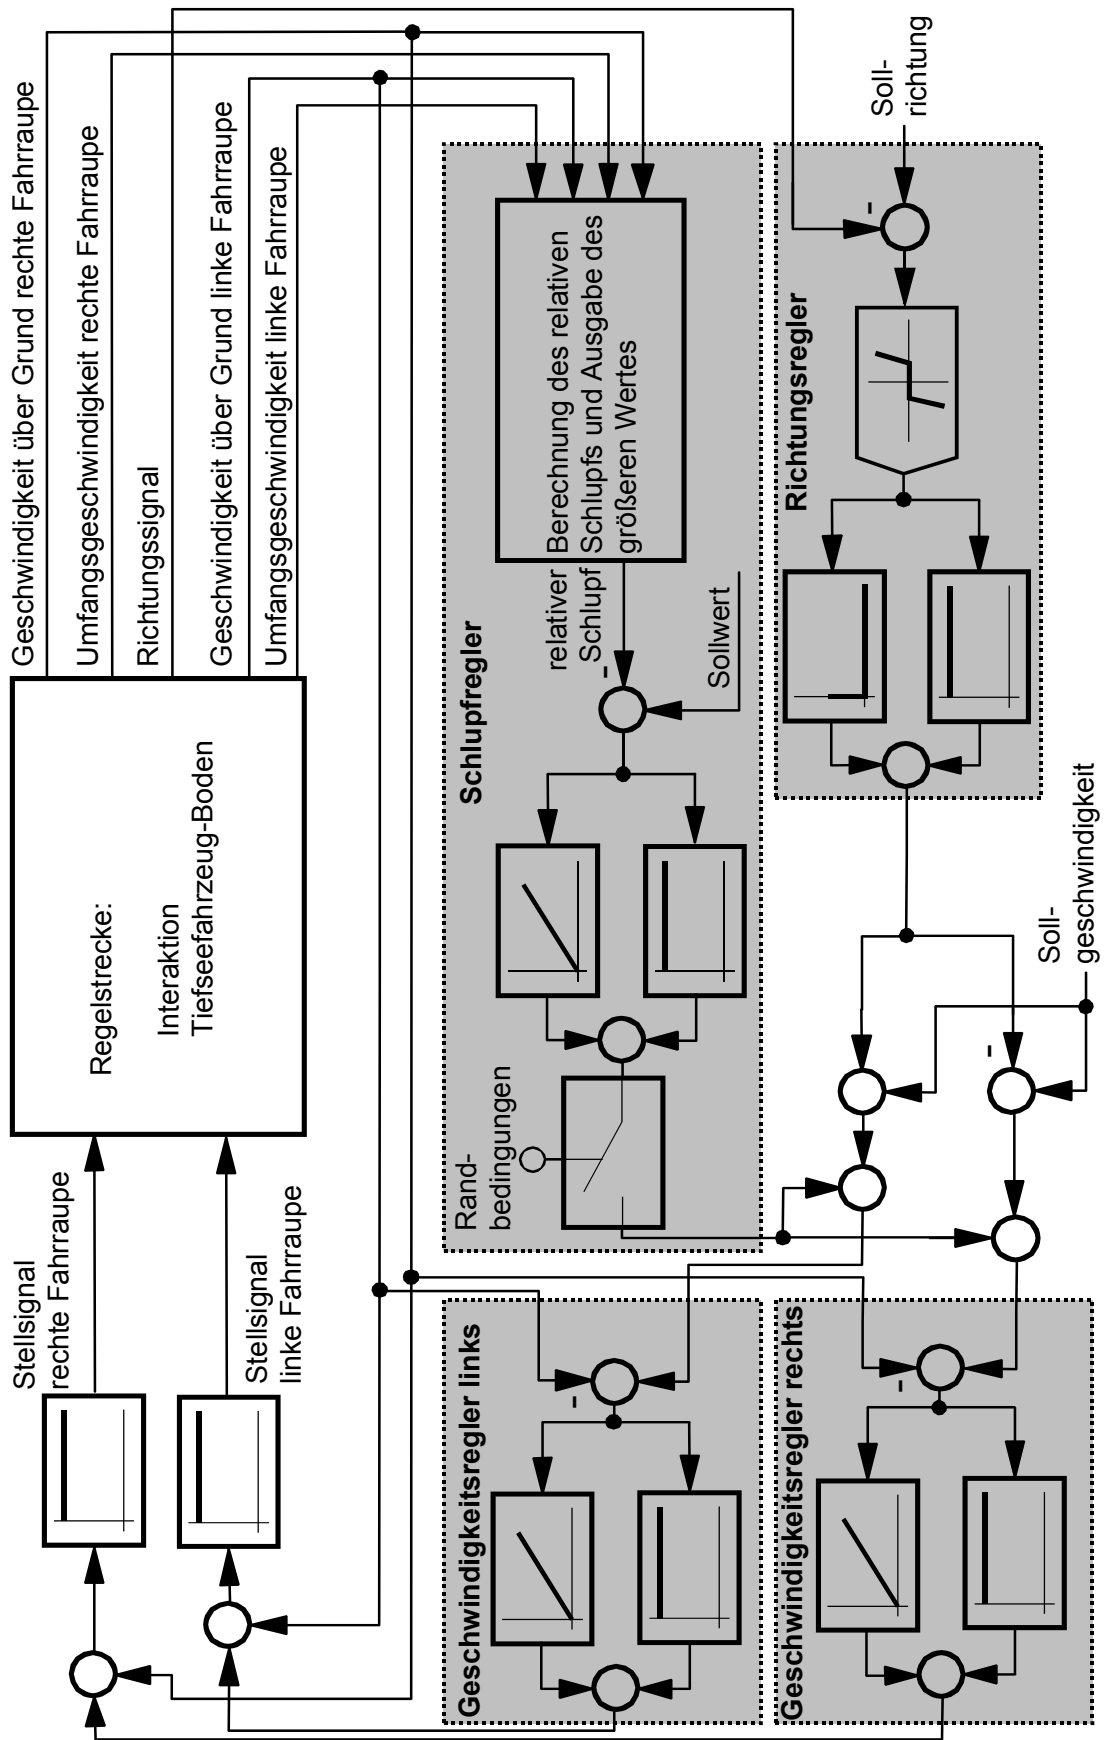 Geschwindigkeit über Grund rechte Fahrraupe
Umfangsgeschwindigkeit rechte Fahrraupe
Richtungssignal
Geschwindigkeit über Grund linke Fahrraupe
Umfangsgeschwindigkeit linke Fahrraupe
Regelstrecke:
Interaktion
Tiefseefahrzeug-Boden
Stellsignal
rechte Fahrraupe
Stellsignal
linke Fahrraupe
Schlupfregler
Berechnung des relativen
Schlupfs und Ausgabe des
größeren Wertes
relativer
Schlupf
-
Sollwert
Rand-
bedingungen
Richtungsregler
Soll-
richtung
-
Soll-
geschwindigkeit
-
Geschwindigkeitsregler links
-
Geschwindigkeitsregler rechts
-